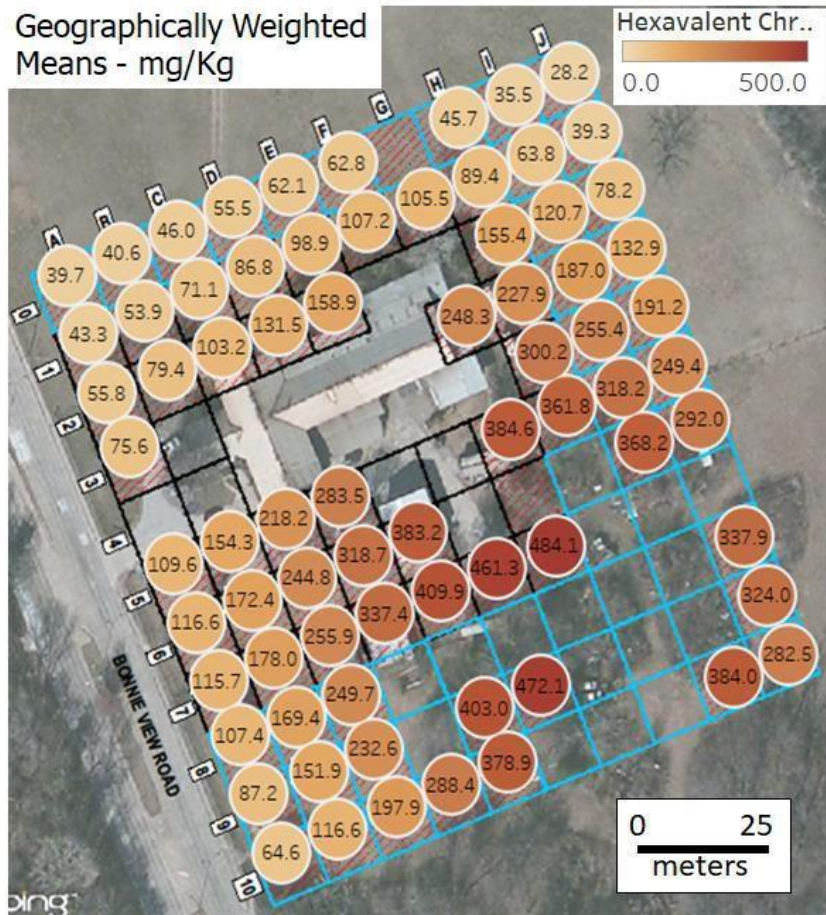 Geographically Weighted
Means - mg/Kg
Hexavalent Chr..
0.0 500.0
A B C D E F G H I J
0
1
2
3
4
5
6
7
8
9
10
39.7 40.6 46.0 55.5 62.1 62.8 45.7 35.5 28.2
43.3 53.9 71.1 86.8 98.9 107.2 105.5 89.4 63.8 39.3
55.8 79.4 103.2 131.5 158.9 155.4 120.7 78.2
75.6 248.3 227.9 187.0 132.9
300.2 255.4 191.2
109.6 154.3 218.2 283.5 384.6 361.8 318.2 249.4
116.6 172.4 244.8 318.7 383.2 368.2 292.0
115.7 178.0 255.9 337.4 409.9 461.3 484.1
107.4 169.4 249.7 337.9
87.2 151.9 232.6 403.0 472.1 324.0
64.6 116.6 197.9 288.4 378.9 384.0 282.5
BONNIE VIEW ROAD
0 25
meters
bing